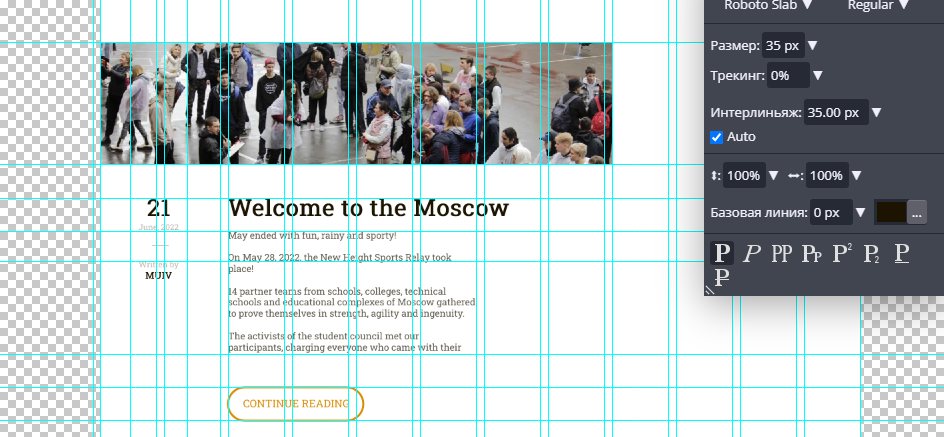 Roboto Slab ▼ Regular ▼
Размер: 35 px ▼
Трекинг: 0% ▼
Интерлиньяж: 35.00 px ▼
Auto
100% ▼ 100% ▼
Базовая линия: 0 px ▼ ...
P P PP PP P² P₂ P
P
21
June, 2022
Written by
MUIV
Welcome to the Moscow
May ended with fun, rainy and sporty!
On May 28, 2022, the New Height Sports Relay took
place!
14 partner teams from schools, colleges, technical
schools and educational complexes of Moscow gathered
to prove themselves in strength, agility and ingenuity.
The activists of the student council met our
participants, charging everyone who came with their
CONTINUE READING